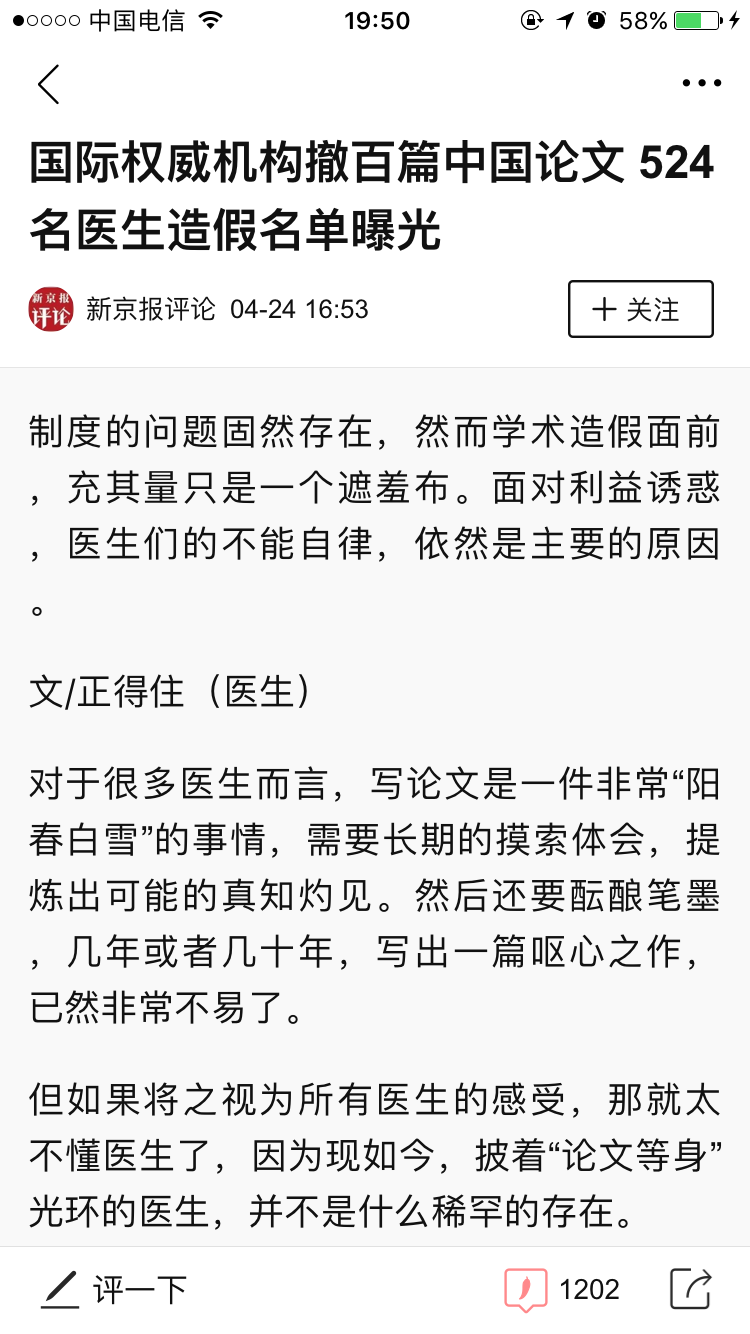 中国电信 19:50 58%
国际权威机构撤百篇中国论文 524
名医生造假名单曝光
新京报
评论
新京报评论 04-24 16:53
关注
制度的问题固然存在，然而学术造假面前
，充其量只是一个遮羞布。面对利益诱惑
，医生们的不能自律，依然是主要的原因
。
文/正得住（医生）
对于很多医生而言，写论文是一件非常“阳
春白雪”的事情，需要长期的摸索体会，提
炼出可能的真知灼见。然后还要酝酿笔墨
，几年或者几十年，写出一篇呕心之作，
已然非常不易了。
但如果将之视为所有医生的感受，那就太
不懂医生了，因为现如今，披着“论文等身”
光环的医生，并不是什么稀罕的存在。
评一下 1202